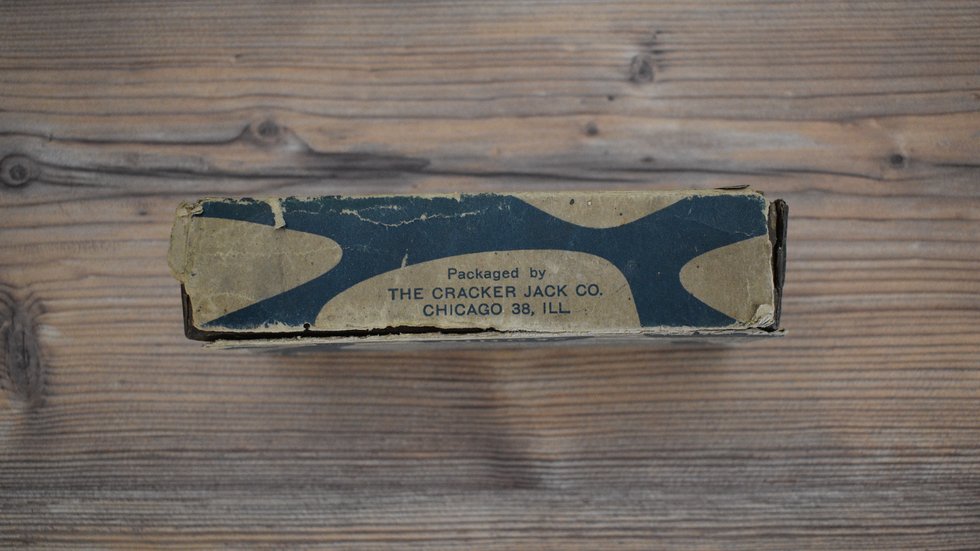 Packaged by
THE CRACKER JACK CO.
CHICAGO 38, ILL.